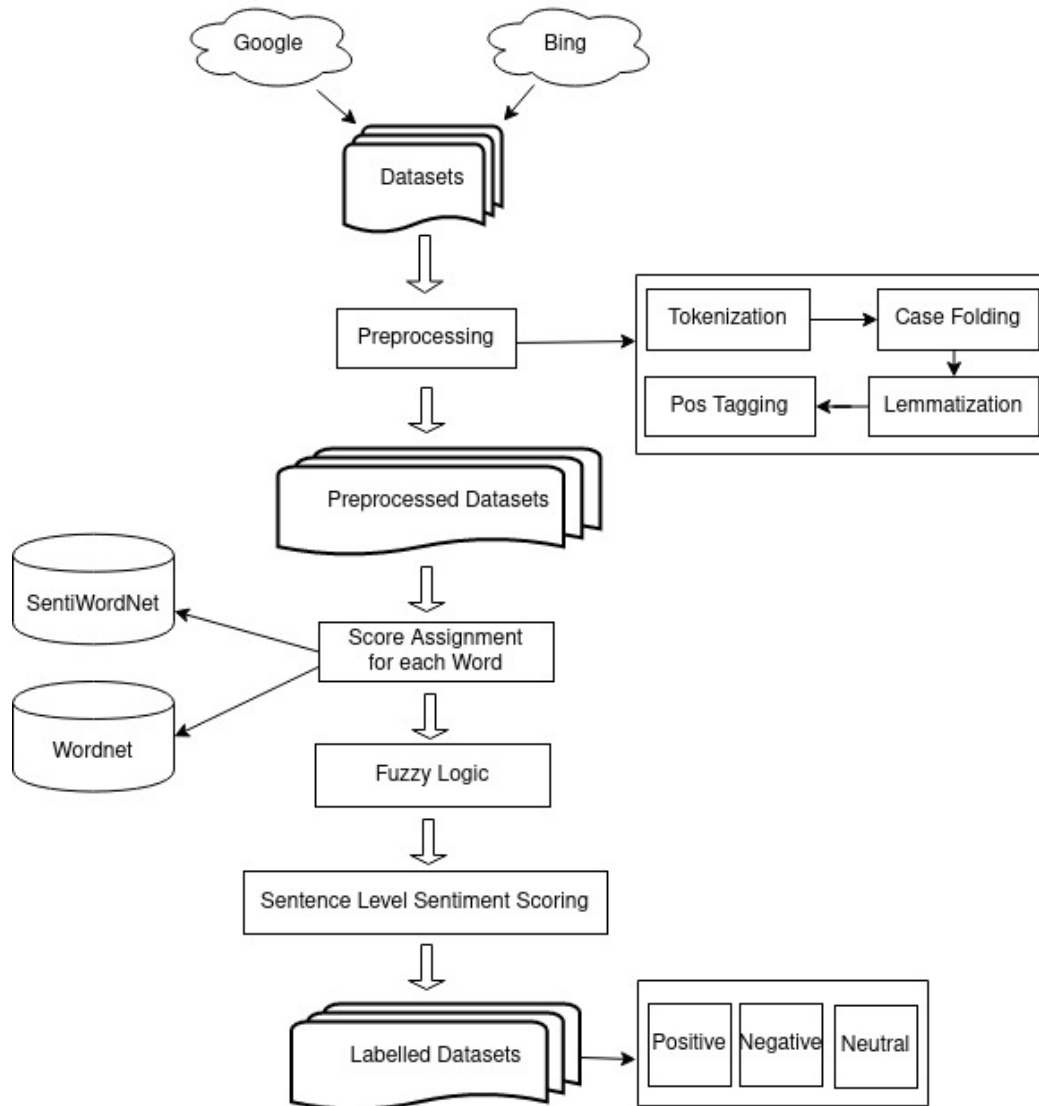 Google
Bing
Datasets
Preprocessing
Tokenization
Case Folding
Pos Tagging
Lemmatization
Preprocessed Datasets
SentiWordNet
Score Assignment
for each Word
Wordnet
Fuzzy Logic
Sentence Level Sentiment Scoring
Labelled Datasets
Positive
Negative
Neutral